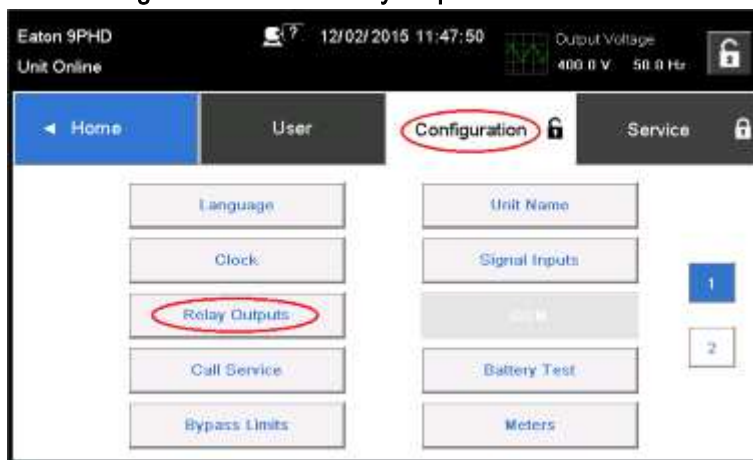 Eaton 9PHD
Unit Online
12/02/2015 11:47:50
Output Voltage
400.0 V 50.0 Hz
Home
User
Configuration
Service
Language
Unit Name
Clock
Signal Inputs
Relay Outputs
Call Service
Battery Test
Bypass Limits
Meters
1
2